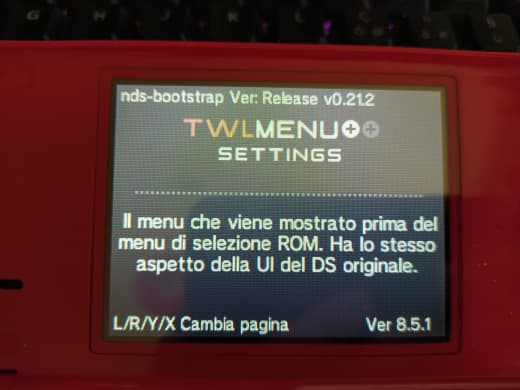 nds-bootstrap Ver: Release v0.21.2
TWLMENU++
SETTINGS
Il menu che viene mostrato prima del
menu di selezione ROM. Ha lo stesso
aspetto della UI del DS originale.
L/R/Y/X Cambia pagina
Ver 8.5.1